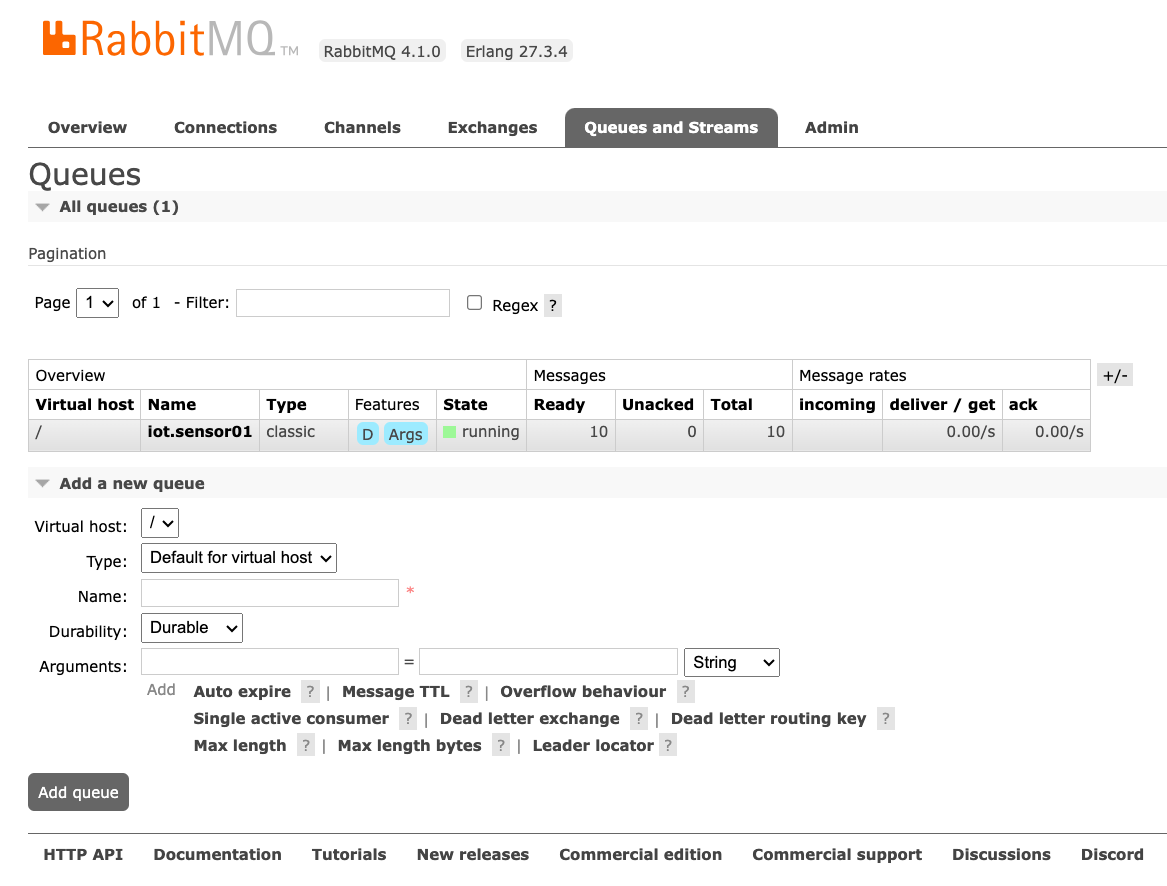 RabbitMQ TM RabbitMQ 4.1.0 Erlang 27.3.4
Overview Connections Channels Exchanges Queues and Streams Admin
Queues
All queues (1)
Pagination
Page 1 of 1 - Filter: Regex ?
Overview Messages Message rates +/-
Virtual host Name Type Features State Ready Unacked Total incoming deliver / get ack
/ iot.sensor01 classic D Args running 10 0 10 0.00/s 0.00/s
Add a new queue
Virtual host: /
Type: Default for virtual host
Name: *
Durability: Durable
Arguments: = String
Add Auto expire ? | Message TTL ? | Overflow behaviour ?
Single active consumer ? | Dead letter exchange ? | Dead letter routing key ?
Max length ? | Max length bytes ? | Leader locator ?
Add queue
HTTP API Documentation Tutorials New releases Commercial edition Commercial support Discussions Discord